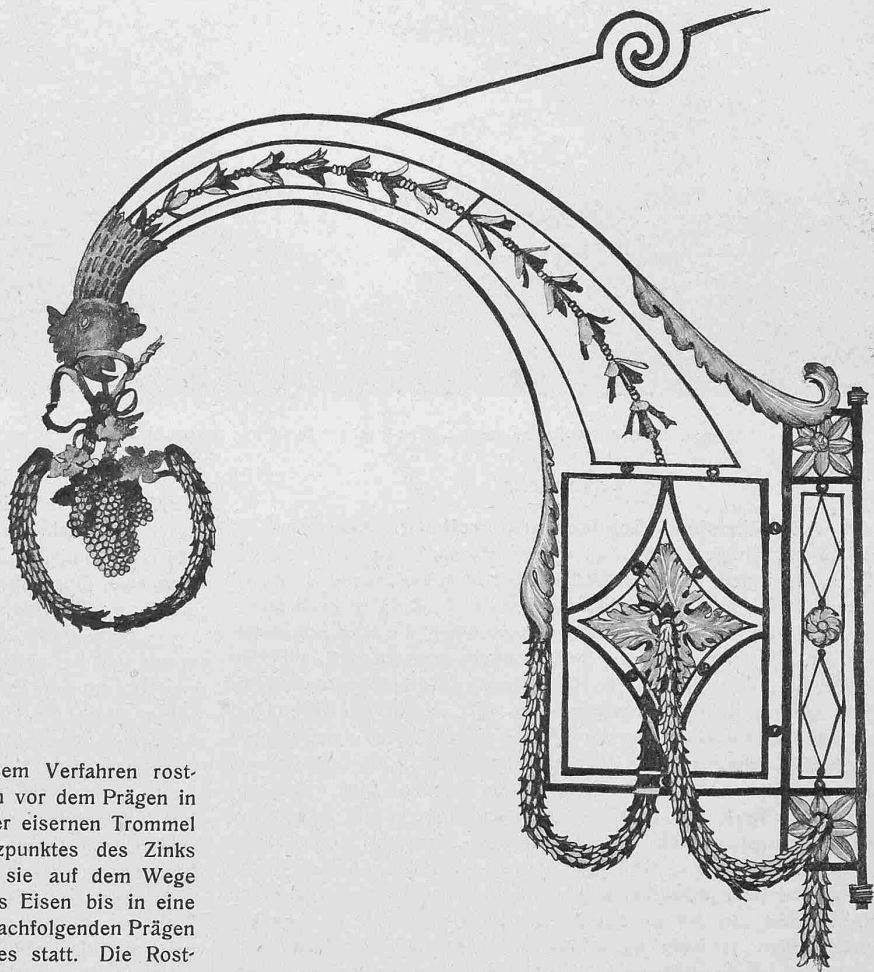 sem Verfahren rost-
n vor dem Prägen in
er eisernen Trommel
zpunktes des Zinks
sie auf dem Wege
s Eisen bis in eine
achfolgenden Prägen
es statt. Die Rost-